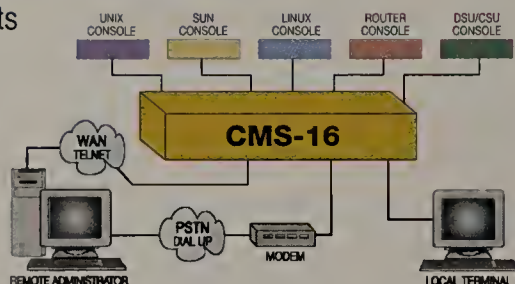 ts
UNIX CONSOLE
SUN CONSOLE
LINUX CONSOLE
ROUTER CONSOLE
DSU/CSU CONSOLE
CMS-16
WAN
TELNET
PSTN
DIAL UP
MODEM
REMOTE ADMINISTRATOR
LOCAL TERMINAL